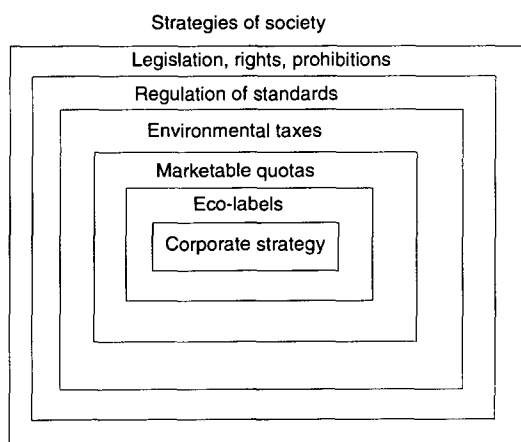 Strategies of society
Legislation, rights, prohibitions
Regulation of standards
Environmental taxes
Marketable quotas
Eco-labels
Corporate strategy